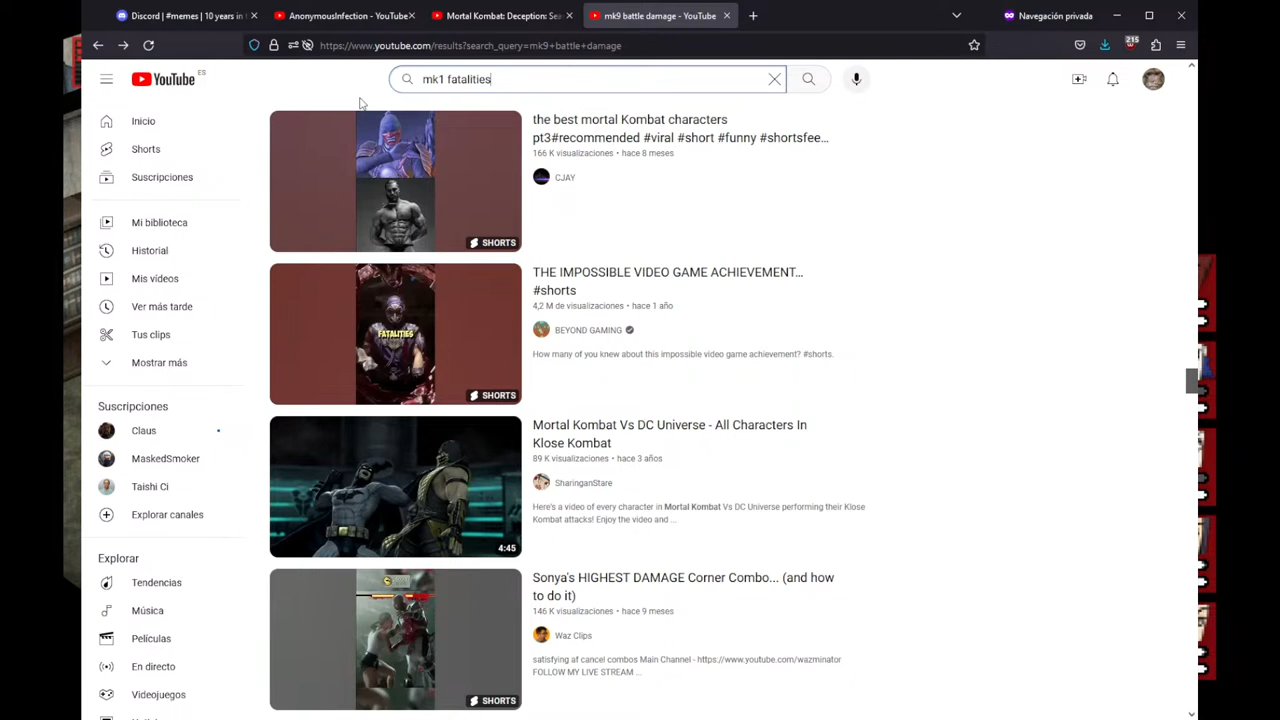 Discord | #memes | 10 years in t
AnonymousInfection - YouTube
Mortal Kombat: Deception: Sea
mk9 battle damage - YouTube
Navegación privada
https://www.youtube.com/results?search_query=mk9+battle+damage
215
YouTube ES
mk1 fatalities
Inicio
Shorts
Suscripciones
Mi biblioteca
Historial
Mis vídeos
Ver más tarde
Tus clips
Mostrar más
Suscripciones
Claus
MaskedSmoker
Taishi Ci
Explorar canales
Explorar
Tendencias
Música
Películas
En directo
Videojuegos
the best mortal Kombat characters
pt3#recommended #viral #short #funny #shortsfee...
166 K visualizaciones • hace 8 meses
CJAY
SHORTS
THE IMPOSSIBLE VIDEO GAME ACHIEVEMENT...
#shorts
4,2 M de visualizaciones • hace 1 año
BEYOND GAMING
How many of you knew about this impossible video game achievement? #shorts.
FATALITIES
SHORTS
Mortal Kombat Vs DC Universe - All Characters In
Klose Kombat
89 K visualizaciones • hace 3 años
SharinganStare
Here's a video of every character in Mortal Kombat Vs DC Universe performing their Klose
Kombat attacks! Enjoy the video and ...
4:45
Sonya's HIGHEST DAMAGE Corner Combo... (and how
to do it)
146 K visualizaciones • hace 9 meses
Waz Clips
satisfying af cancel combos Main Channel - https://www.youtube.com/wazminator
FOLLOW MY LIVE STREAM ...
SHORTS